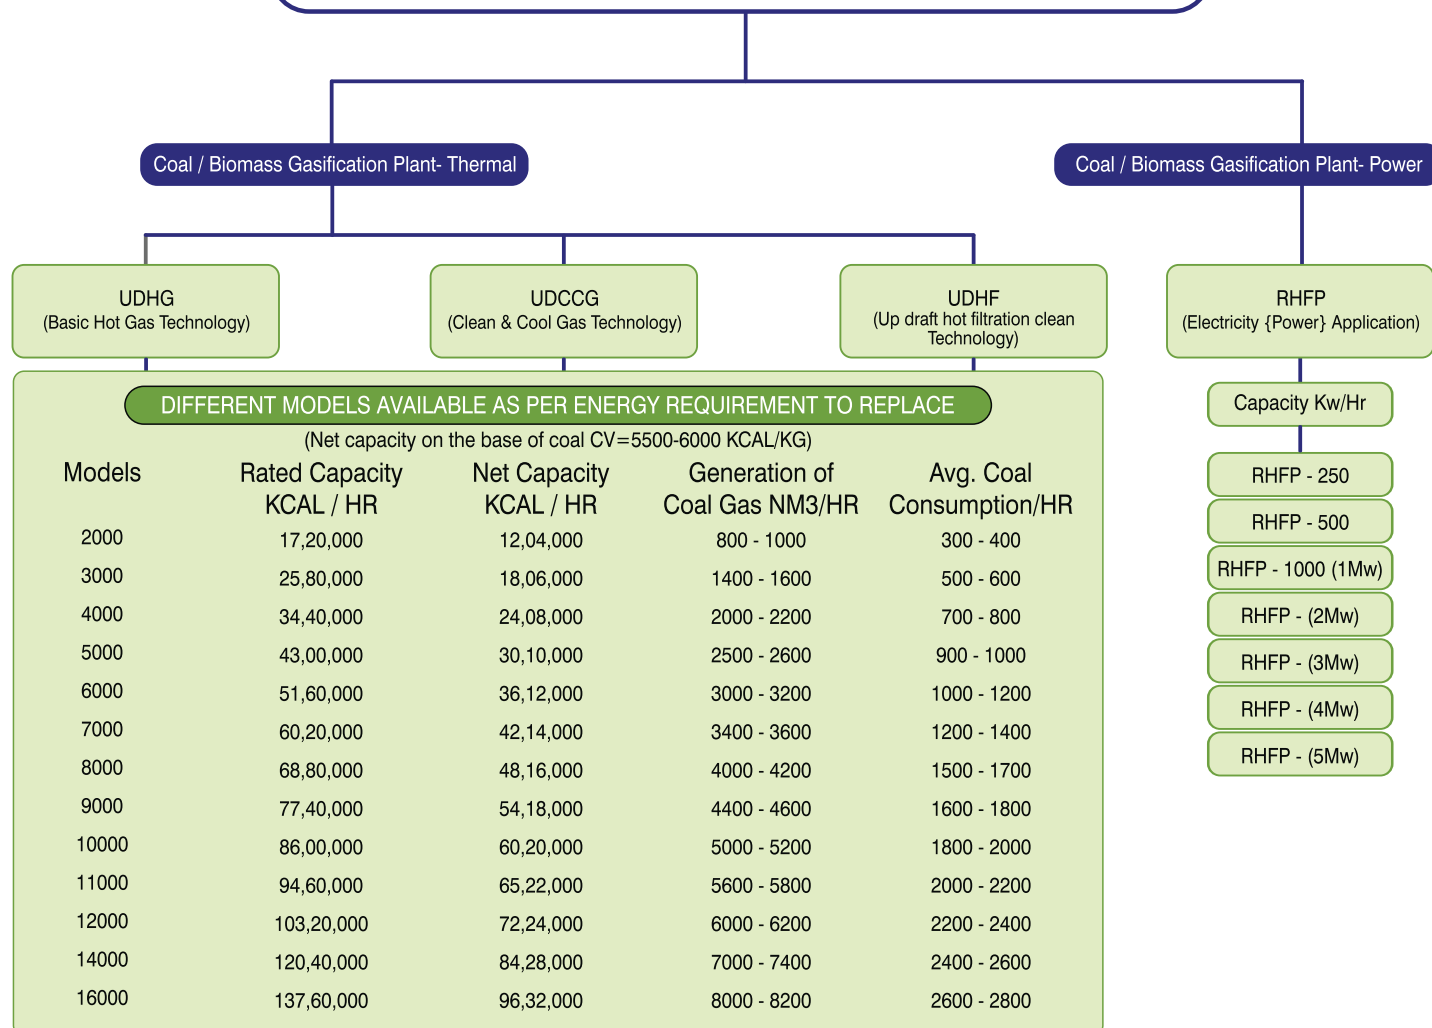 Coal / Biomass Gasification Plant- Thermal
Coal / Biomass Gasification Plant- Power
UDHG
(Basic Hot Gas Technology)
UDCCG
(Clean & Cool Gas Technology)
UDHF
(Up draft hot filtration clean
Technology)
RHFP
(Electricity {Power} Application)
DIFFERENT MODELS AVAILABLE AS PER ENERGY REQUIREMENT TO REPLACE
(Net capacity on the base of coal CV=5500-6000 KCAL/KG)
Models Rated Capacity Net Capacity Generation of Avg. Coal
KCAL / HR KCAL / HR Coal Gas NM3/HR Consumption/HR
2000 17,20,000 12,04,000 800 - 1000 300 - 400
3000 25,80,000 18,06,000 1400 - 1600 500 - 600
4000 34,40,000 24,08,000 2000 - 2200 700 - 800
5000 43,00,000 30,10,000 2500 - 2600 900 - 1000
6000 51,60,000 36,12,000 3000 - 3200 1000 - 1200
7000 60,20,000 42,14,000 3400 - 3600 1200 - 1400
8000 68,80,000 48,16,000 4000 - 4200 1500 - 1700
9000 77,40,000 54,18,000 4400 - 4600 1600 - 1800
10000 86,00,000 60,20,000 5000 - 5200 1800 - 2000
11000 94,60,000 65,22,000 5600 - 5800 2000 - 2200
12000 103,20,000 72,24,000 6000 - 6200 2200 - 2400
14000 120,40,000 84,28,000 7000 - 7400 2400 - 2600
16000 137,60,000 96,32,000 8000 - 8200 2600 - 2800
Capacity Kw/Hr
RHFP - 250
RHFP - 500
RHFP - 1000 (1Mw)
RHFP - (2Mw)
RHFP - (3Mw)
RHFP - (4Mw)
RHFP - (5Mw)